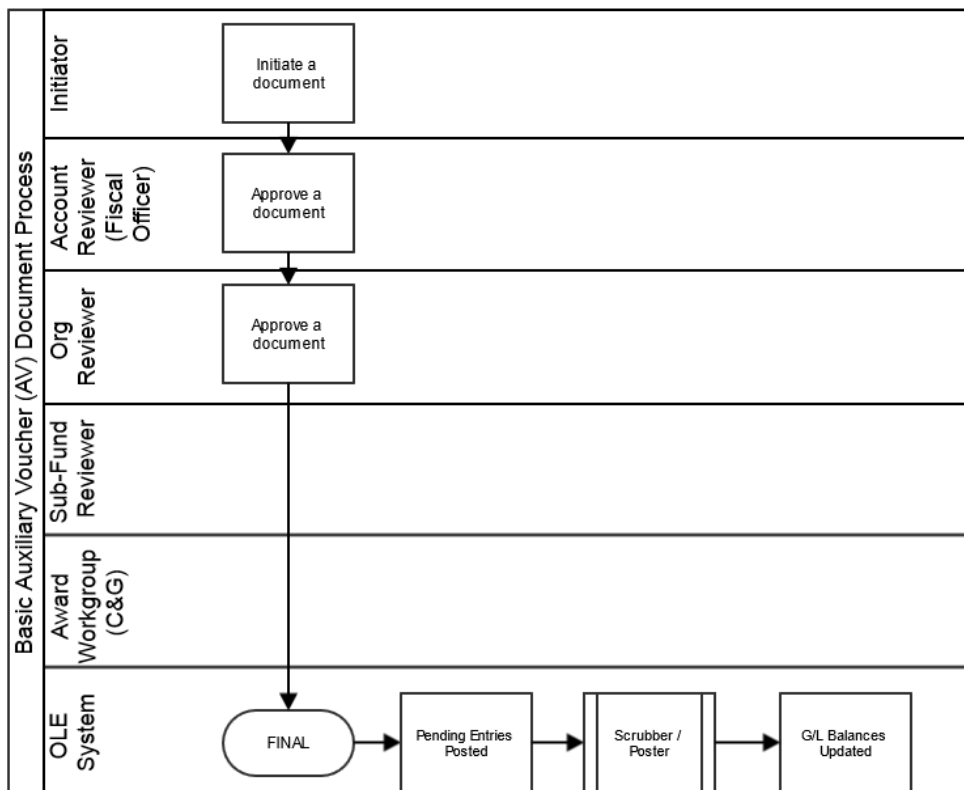 Basic Auxiliary Voucher (AV) Document Process
Initiator
Initiate a
document
Account
Reviewer
(Fiscal
Officer)
Approve a
document
Org
Reviewer
Approve a
document
Sub-Fund
Reviewer
Award
Workgroup
(C&G)
OLE
System
FINAL
Pending Entries
Posted
Scrubber /
Poster
G/L Balances
Updated